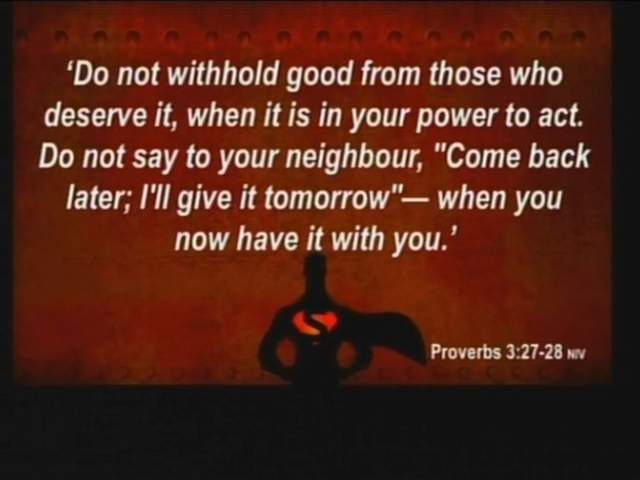 ‘Do not withhold good from those who
deserve it, when it is in your power to act.
Do not say to your neighbour, "Come back
later; I'll give it tomorrow"— when you
now have it with you.’
S
Proverbs 3:27-28 NIV